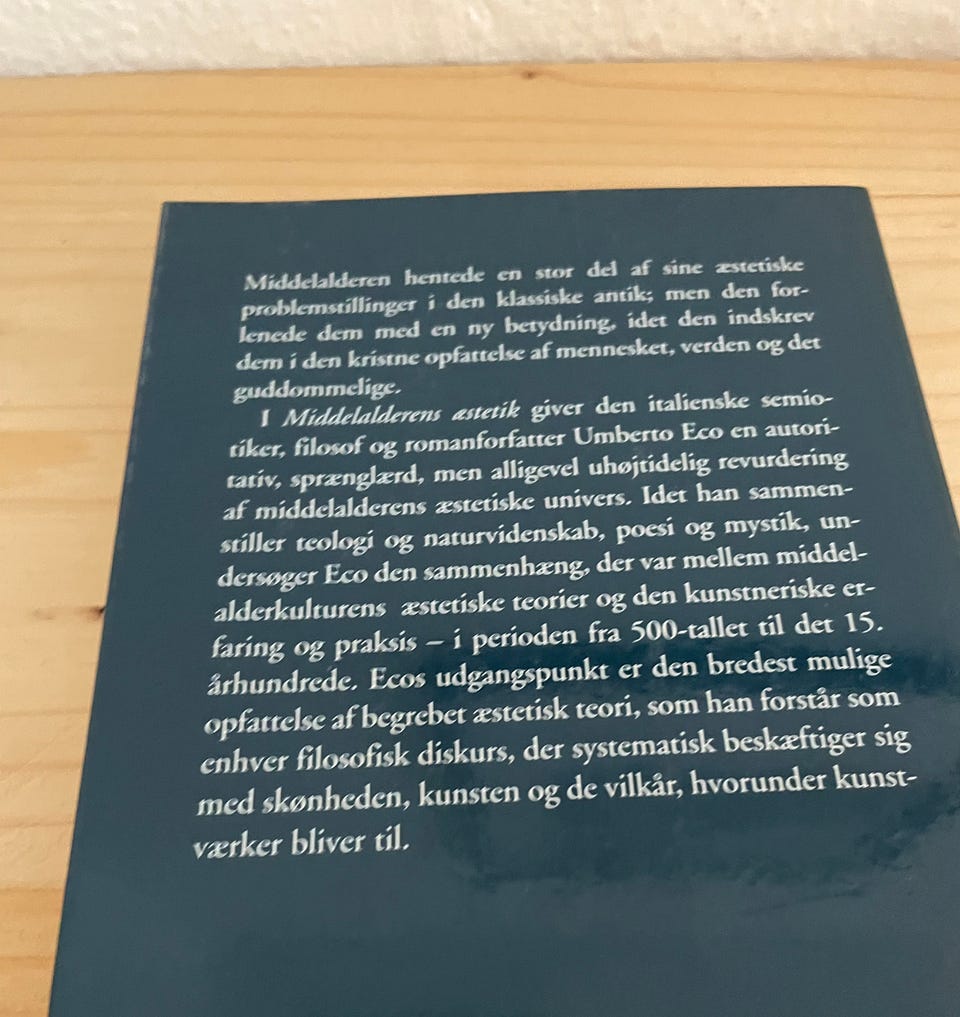 Middelalderen hentede en stor del af sine æstetiske
problemstillinger i den klassiske antik; men den for-
lenede dem med en ny betydning, idet den indskrev
dem i den kristne opfattelse af mennesket, verden og det
guddommelige.
I Middelalderens æstetik giver den italienske semio-
tiker, filosof og romanforfatter Umberto Eco en autori-
tativ, sprænglærd, men alligevel uhøjtidelig revurdering
af middelalderens æstetiske univers. Idet han sammen-
stiller teologi og naturvidenskab, poesi og mystik, un-
dersøger Eco den sammenhæng, der var mellem middel-
alderkulturens æstetiske teorier og den kunstneriske er-
faring og praksis – i perioden fra 500-tallet til det 15.
århundrede. Ecos udgangspunkt er den bredest mulige
opfattelse af begrebet æstetisk teori, som han forstår som
enhver filosofisk diskurs, der systematisk beskæftiger sig
med skønheden, kunsten og de vilkår, hvorunder kunst-
værker bliver til.